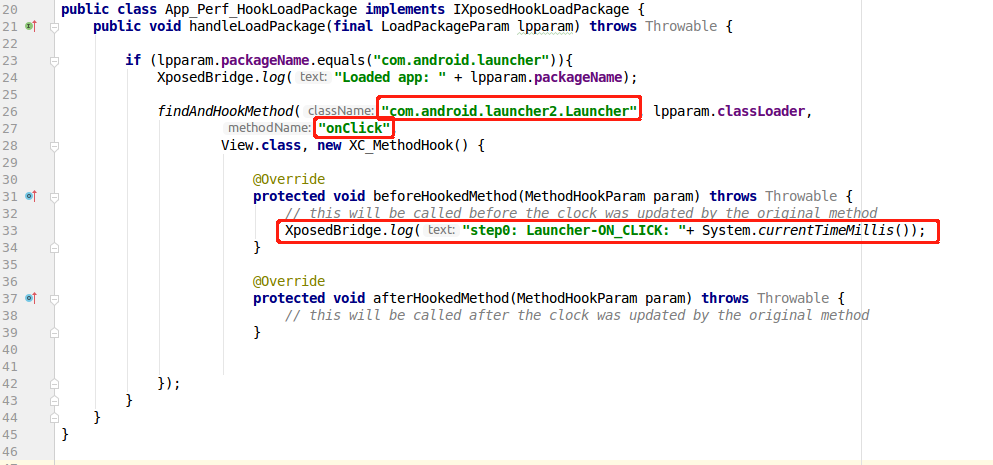 20 public class App_Perf_HookLoadPackage implements IXposedHookLoadPackage {
21 public void handleLoadPackage(final LoadPackageParam lpparam) throws Throwable {
22
23 if (lpparam.packageName.equals("com.android.launcher")){
24 XposedBridge.log( text: "Loaded app: " + lpparam.packageName);
25
26 findAndHookMethod( className: "com.android.launcher2.Launcher" lpparam.classLoader,
27 methodName: "onClick"
28 View.class, new XC_MethodHook() {
29
30 @Override
31 protected void beforeHookedMethod(MethodHookParam param) throws Throwable {
32 // this will be called before the clock was updated by the original method
33 XposedBridge.log( text: "step0: Launcher-ON_CLICK: "+ System.currentTimeMillis());
34 }
35
36 @Override
37 protected void afterHookedMethod(MethodHookParam param) throws Throwable {
38 // this will be called after the clock was updated by the original method
39 }
40
41
42 });
43 }
44 }
45 }
46